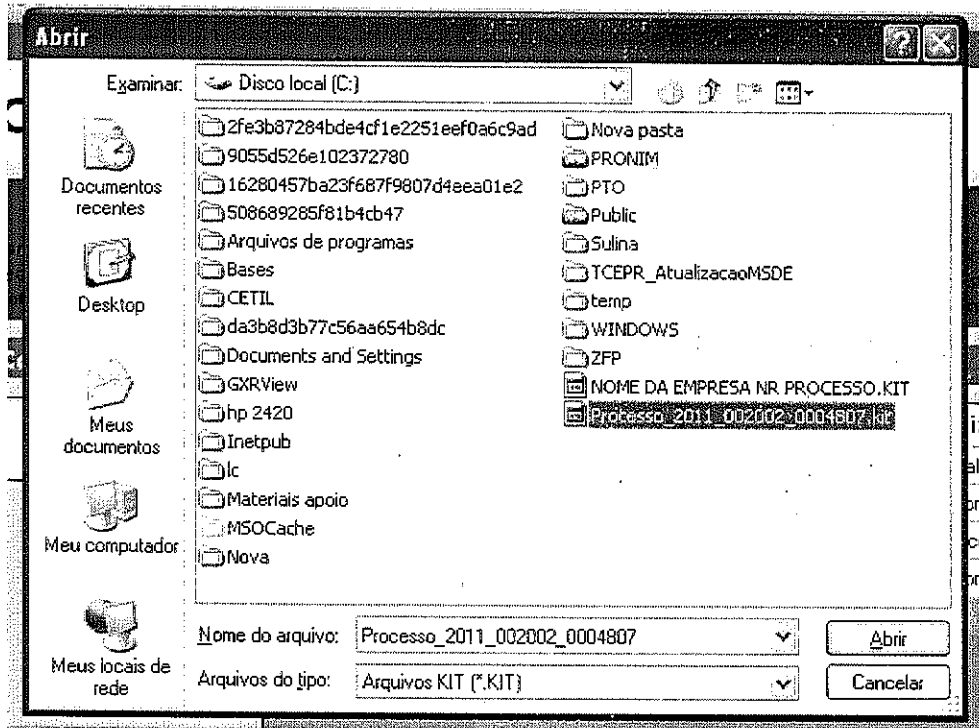 Abrir
Examinar: Disco local (C:)
Documentos recentes
Desktop
Meus documentos
Meu computador
Meus locais de rede
2fe3b87284bde4cf1e2251eef0a6c9ad
9055d526e102372780
16280457ba23f687f9807d4eea01e2
508689285f81b4cb47
Arquivos de programas
Bases
CETIL
da3b8d3b77c56aa654b8dc
Documents and Settings
GXRView
hp 2420
Inetpub
lc
Materiais apoio
MSOCache
Nova
Nova pasta
PRONIM
PTO
Public
Sulina
TCEPR_AtualizacaoMSDE
temp
WINDOWS
ZFP
NOME DA EMPRESA NR PROCESSO.KIT
Processo_2011_002002_0004807.kit
Nome do arquivo: Processo_2011_002002_0004807
Abrir
Arquivos do tipo: Arquivos KIT (*.KIT)
Cancelar